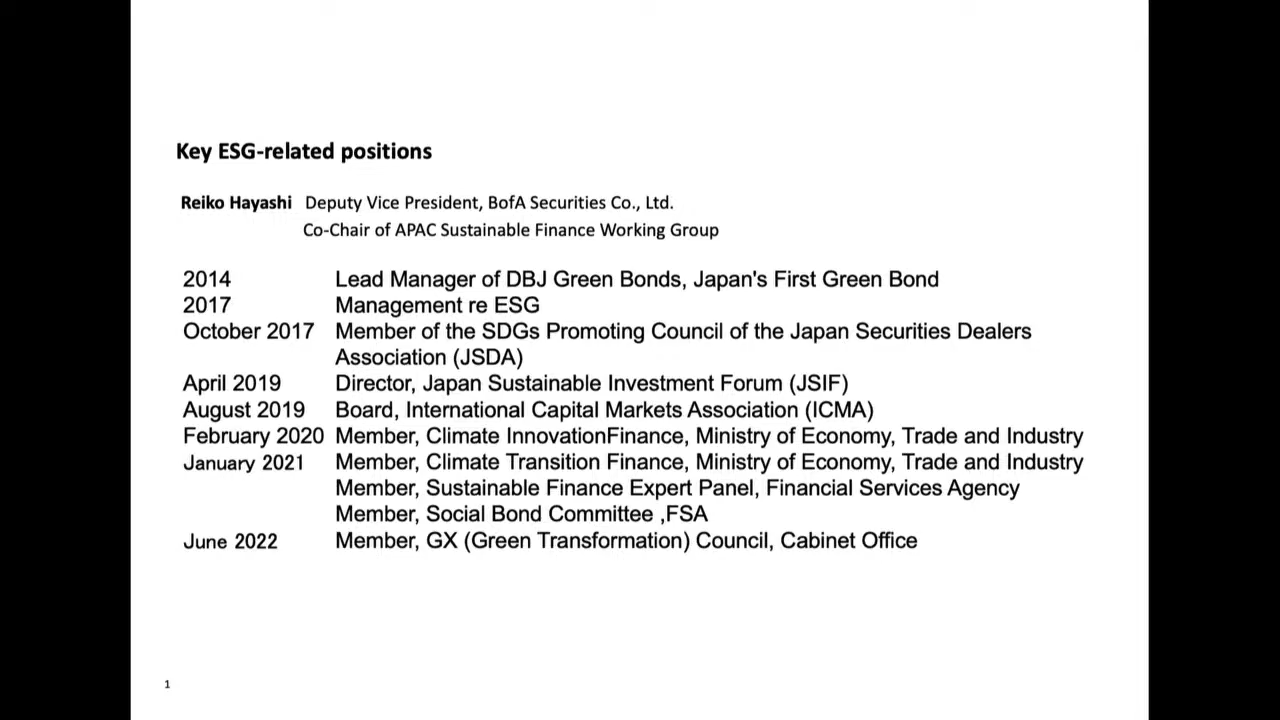 Key ESG-related positions
Reiko Hayashi Deputy Vice President, BofA Securities Co., Ltd.
Co-Chair of APAC Sustainable Finance Working Group
2014 Lead Manager of DBJ Green Bonds, Japan's First Green Bond
2017 Management re ESG
October 2017 Member of the SDGs Promoting Council of the Japan Securities Dealers
Association (JSDA)
April 2019 Director, Japan Sustainable Investment Forum (JSIF)
August 2019 Board, International Capital Markets Association (ICMA)
February 2020 Member, Climate InnovationFinance, Ministry of Economy, Trade and Industry
January 2021 Member, Climate Transition Finance, Ministry of Economy, Trade and Industry
Member, Sustainable Finance Expert Panel, Financial Services Agency
Member, Social Bond Committee ,FSA
June 2022 Member, GX (Green Transformation) Council, Cabinet Office
1